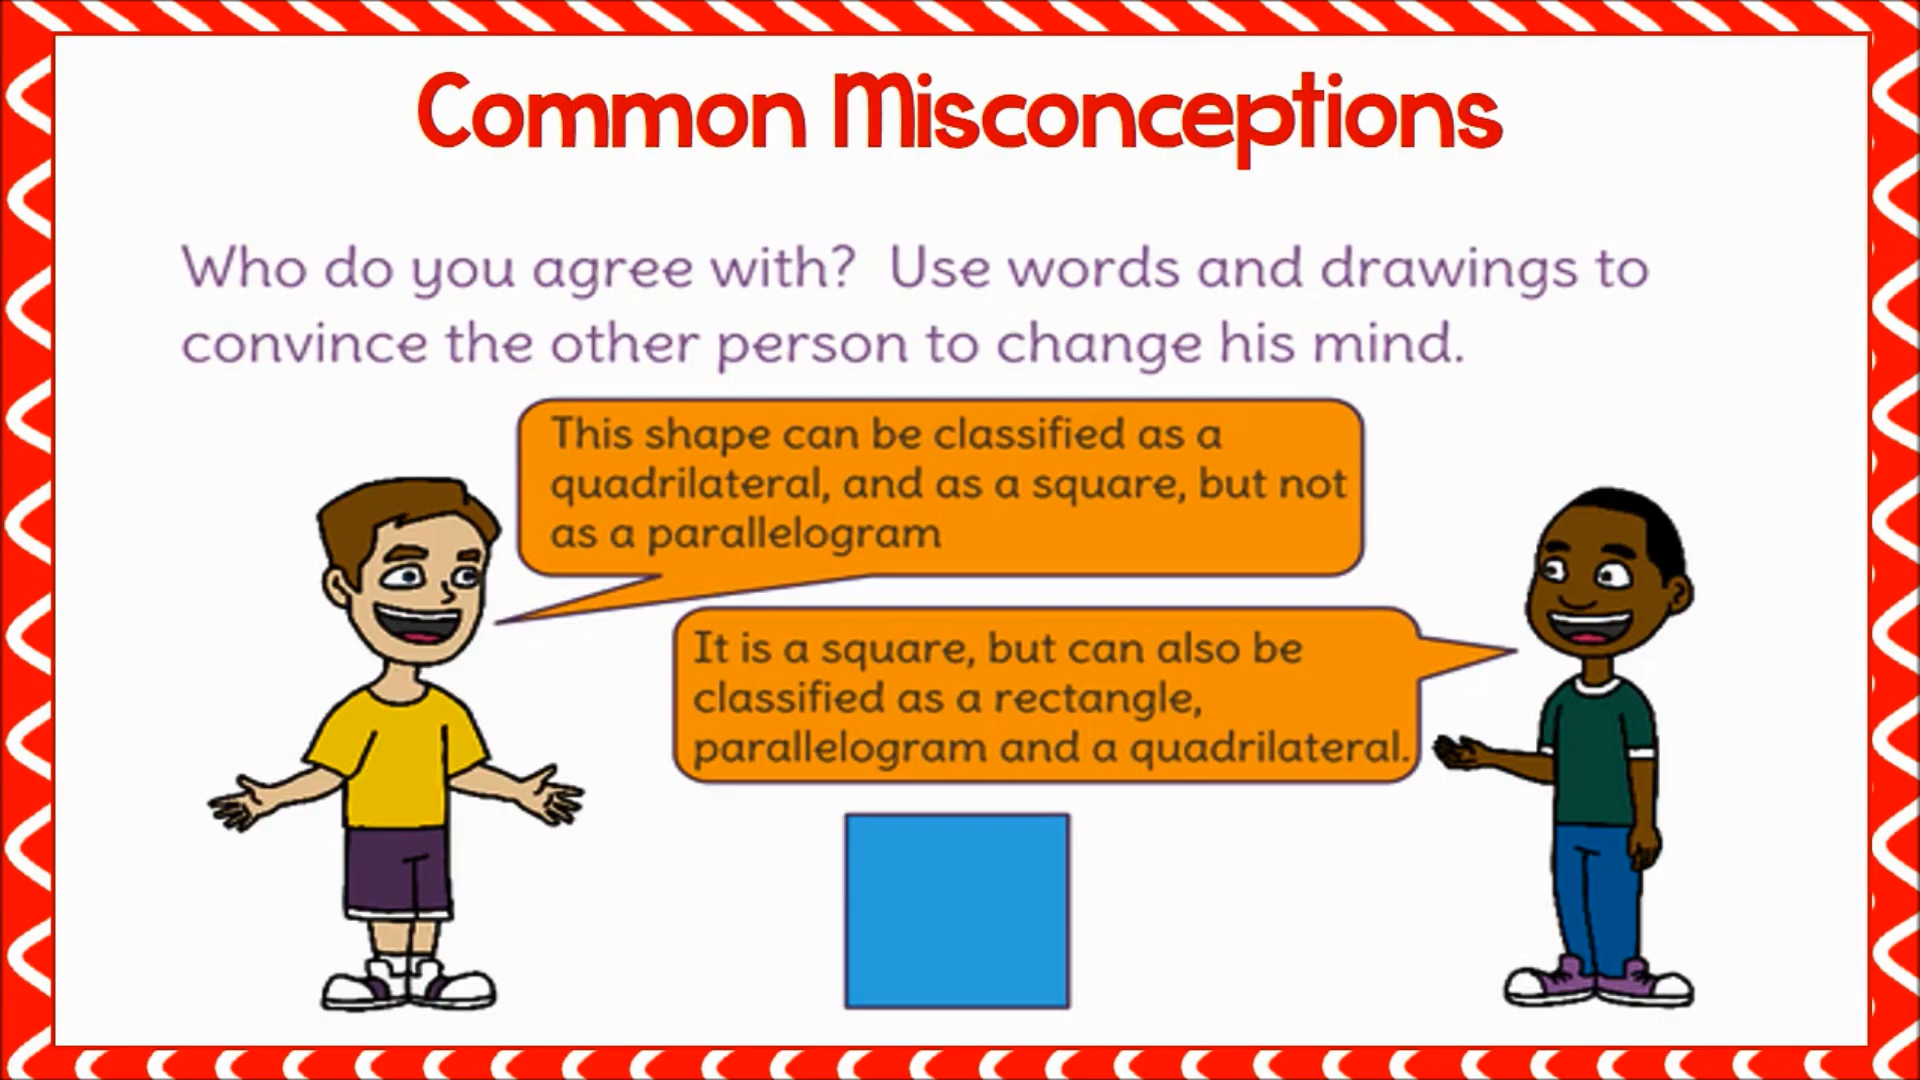 Common Misconceptions
Who do you agree with? Use words and drawings to
convince the other person to change his mind.
This shape can be classified as a
quadrilateral, and as a square, but not
as a parallelogram
It is a square, but can also be
classified as a rectangle,
parallelogram and a quadrilateral.